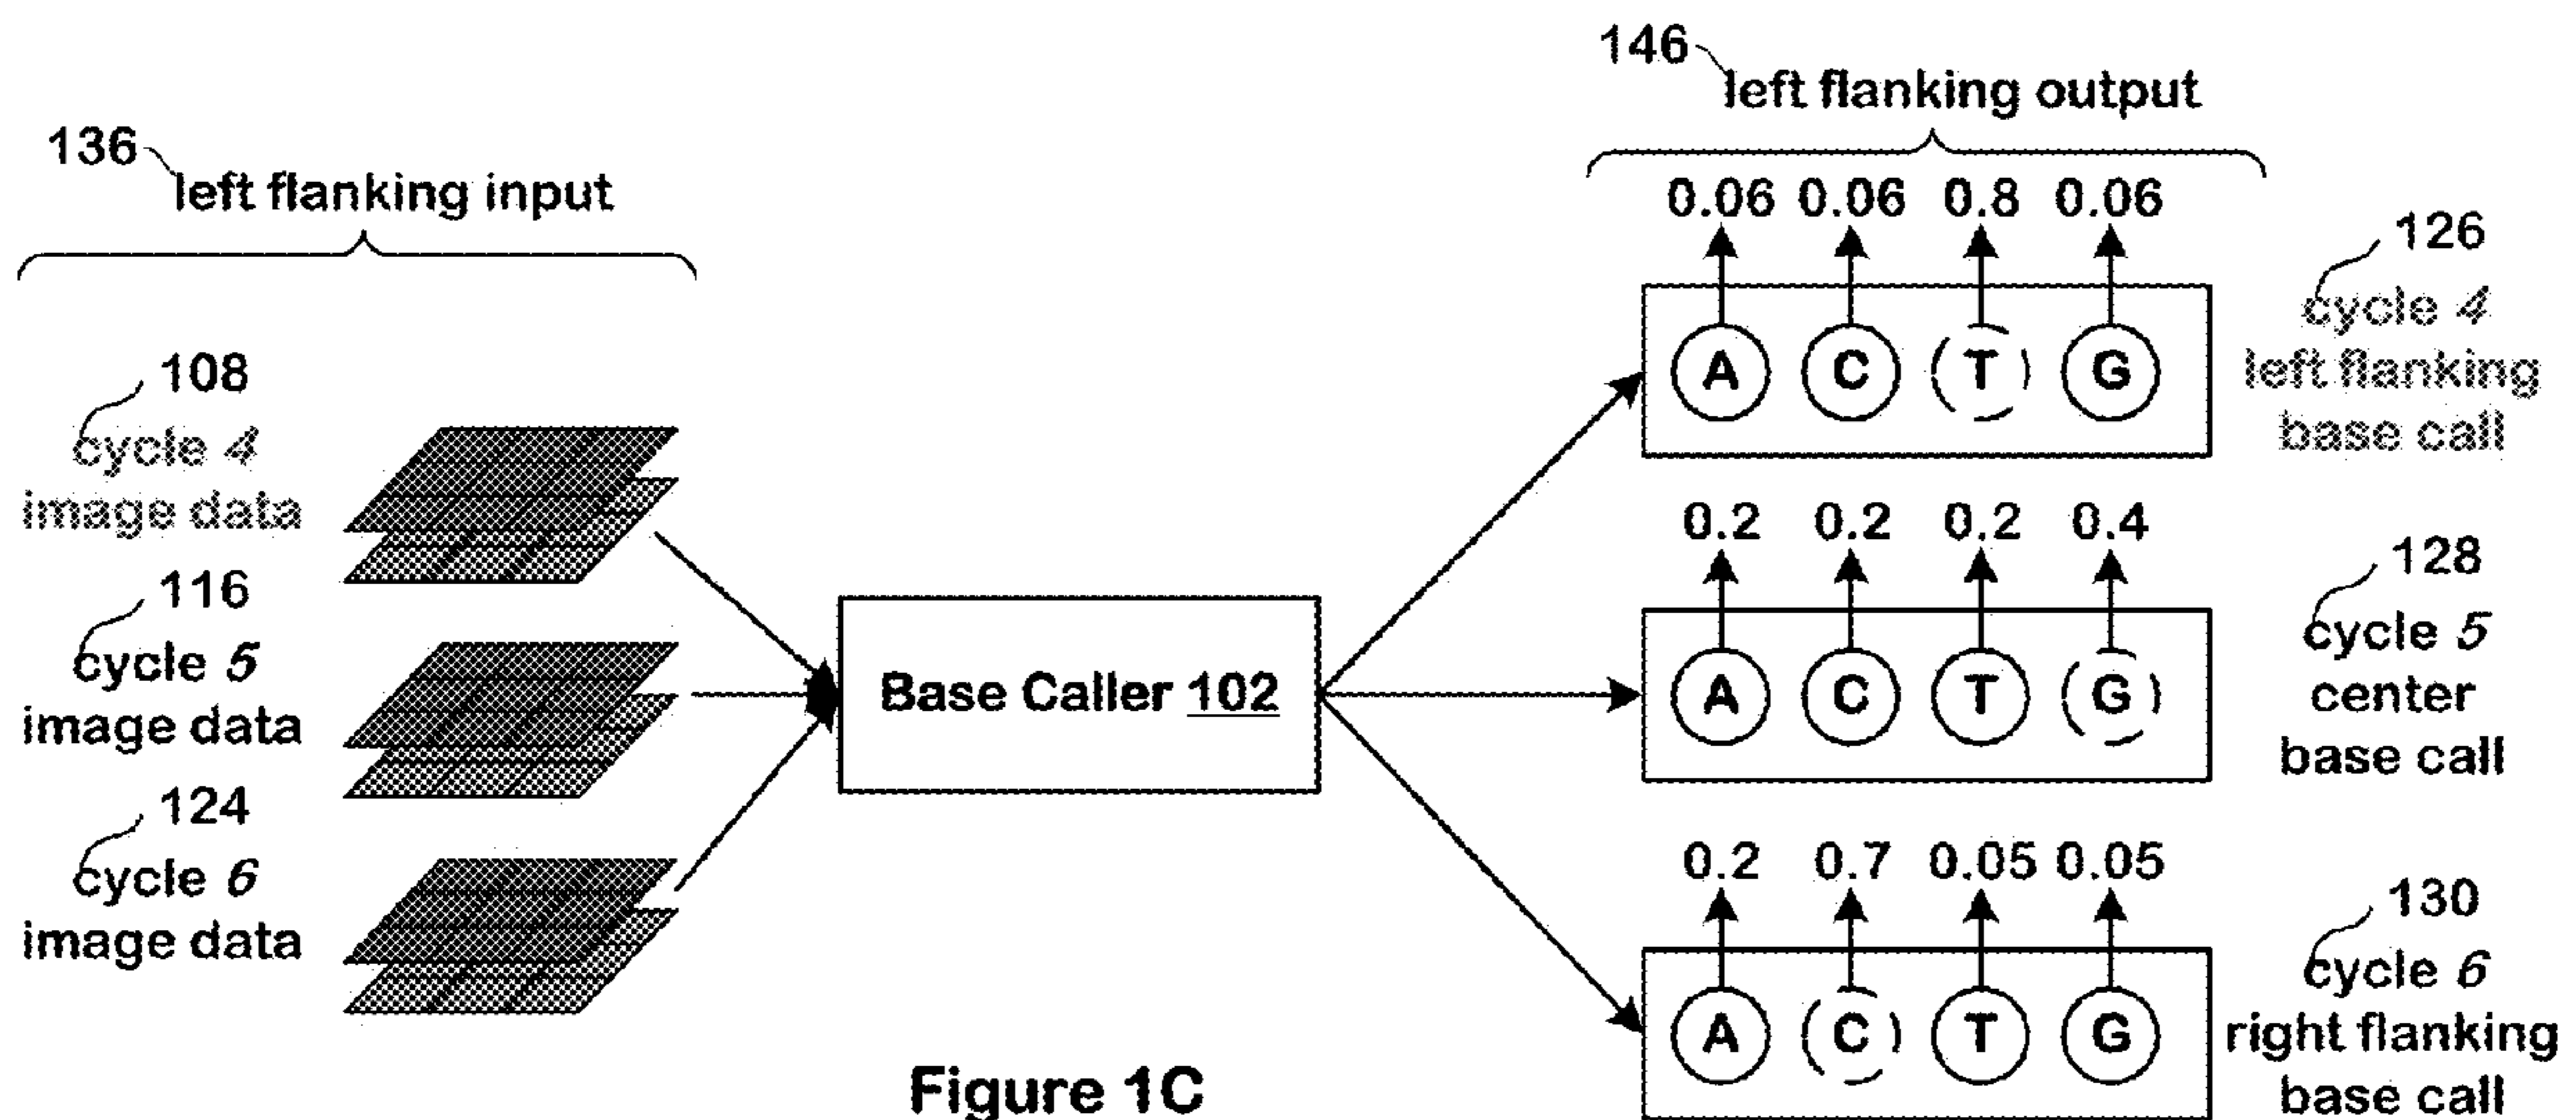 136
left flanking input
108
cycle 4
image data
116
cycle 5
image data
124
cycle 6
image data
Base Caller 102
146
left flanking output
0.06 0.06 0.8 0.06
A C T G
126
cycle 4
left flanking
base call
0.2 0.2 0.2 0.4
A C T G
128
cycle 5
center
base call
0.2 0.7 0.05 0.05
A C T G
130
cycle 6
right flanking
base call
Figure 1C